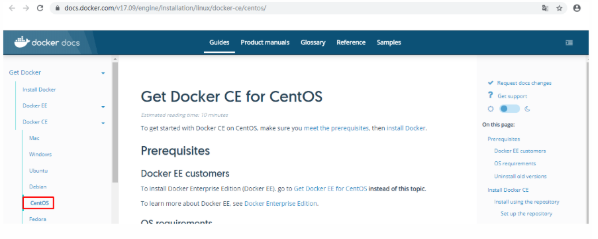 docs.docker.com/v17.09/engine/installation/linux/docker-ce/centos/
docker docs
Guides Product manuals Glossary Reference Samples
Get Docker
Install Docker
Docker EE
Docker CE
Mac
Windows
Ubuntu
Debian
CentOS
Fedora
Get Docker CE for CentOS
Estimated reading time: 10 minutes
To get started with Docker CE on CentOS, make sure you meet the prerequisites, then install Docker.
Prerequisites
Docker EE customers
To install Docker Enterprise Edition (Docker EE), go to Get Docker EE for CentOS instead of this topic.
To learn more about Docker EE, see Docker Enterprise Edition.
OS requirements
Request docs changes
Get support
On this page:
Prerequisites
Docker EE customers
OS requirements
Uninstall old versions
Install Docker CE
Install using the repository
Set up the repository